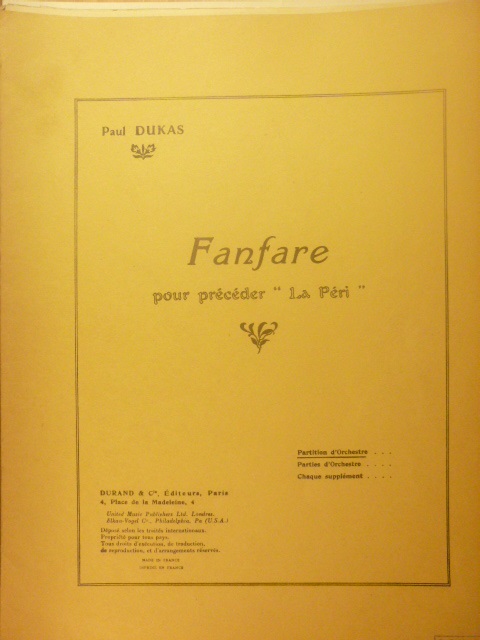 Paul DUKAS
Fanfare
pour précéder " La Péri "
Partition d'Orchestre . . .
Parties d'Orchestre . . . .
Chaque supplément . . . .
DURAND & Cie, Éditeurs, Paris
4, Place de la Madeleine, 4
United Music Publishers Ltd. Londres.
Elkan-Vogel Co., Philadelphia, Pa (U.S.A.)
Déposé selon les traités internationaux.
Propriété pour tous pays.
Tous droits d'exécution, de traduction,
de reproduction, et d'arrangements réservés.
MADE IN FRANCE
IMPRIMÉ EN FRANCE